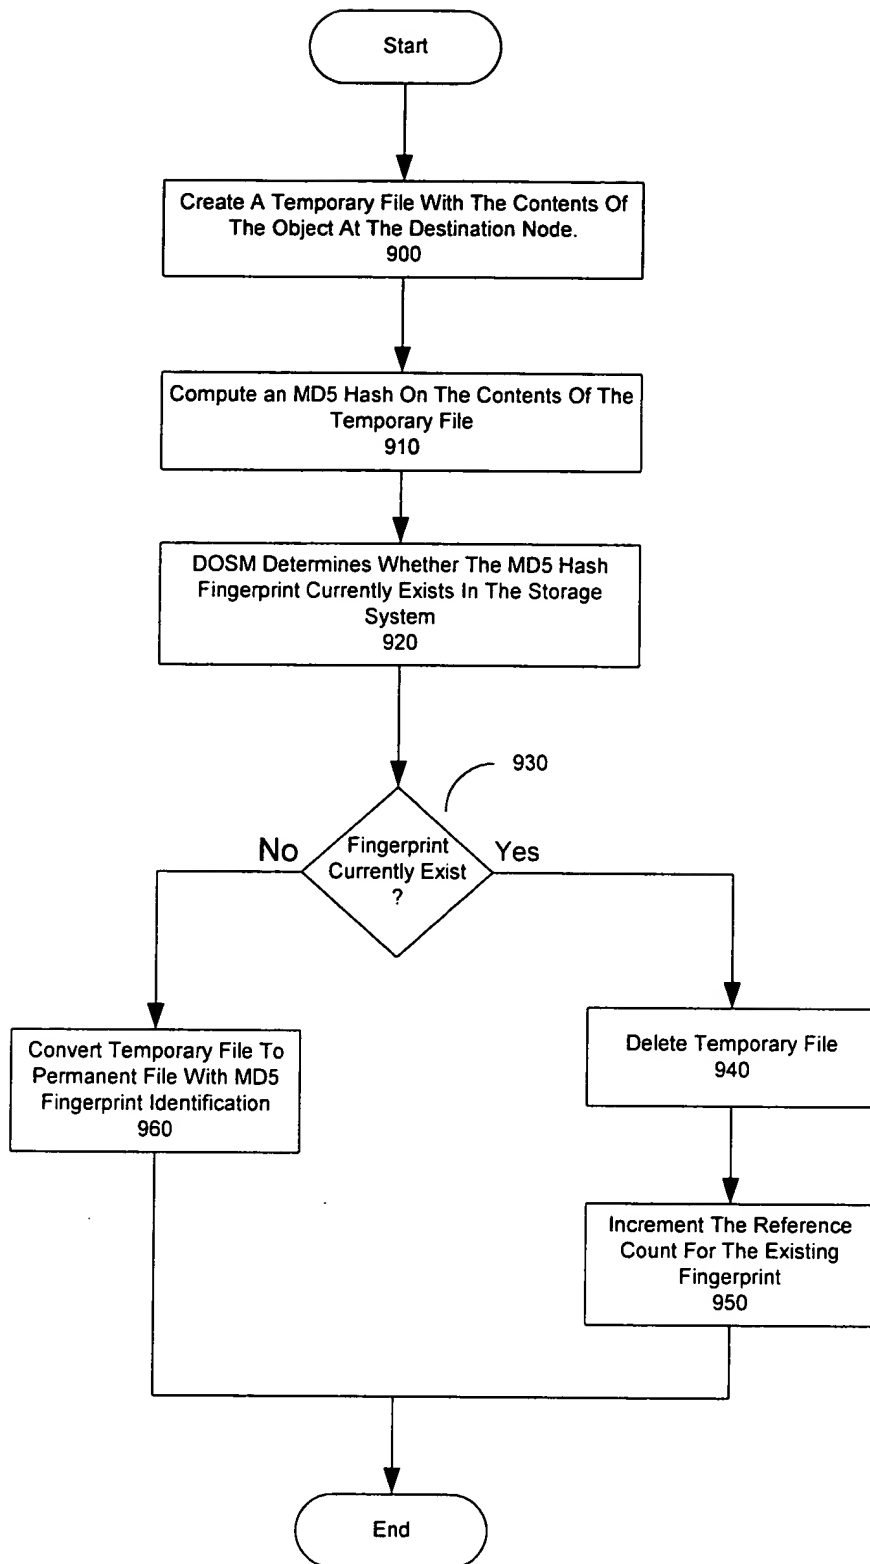 Start
Create A Temporary File With The Contents Of
The Object At The Destination Node.
900
Compute an MD5 Hash On The Contents Of The
Temporary File
910
DOSM Determines Whether The MD5 Hash
Fingerprint Currently Exists In The Storage
System
920
930
No
Fingerprint
Currently Exist
?
Yes
Convert Temporary File To
Permanent File With MD5
Fingerprint Identification
960
Delete Temporary File
940
Increment The Reference
Count For The Existing
Fingerprint
950
End